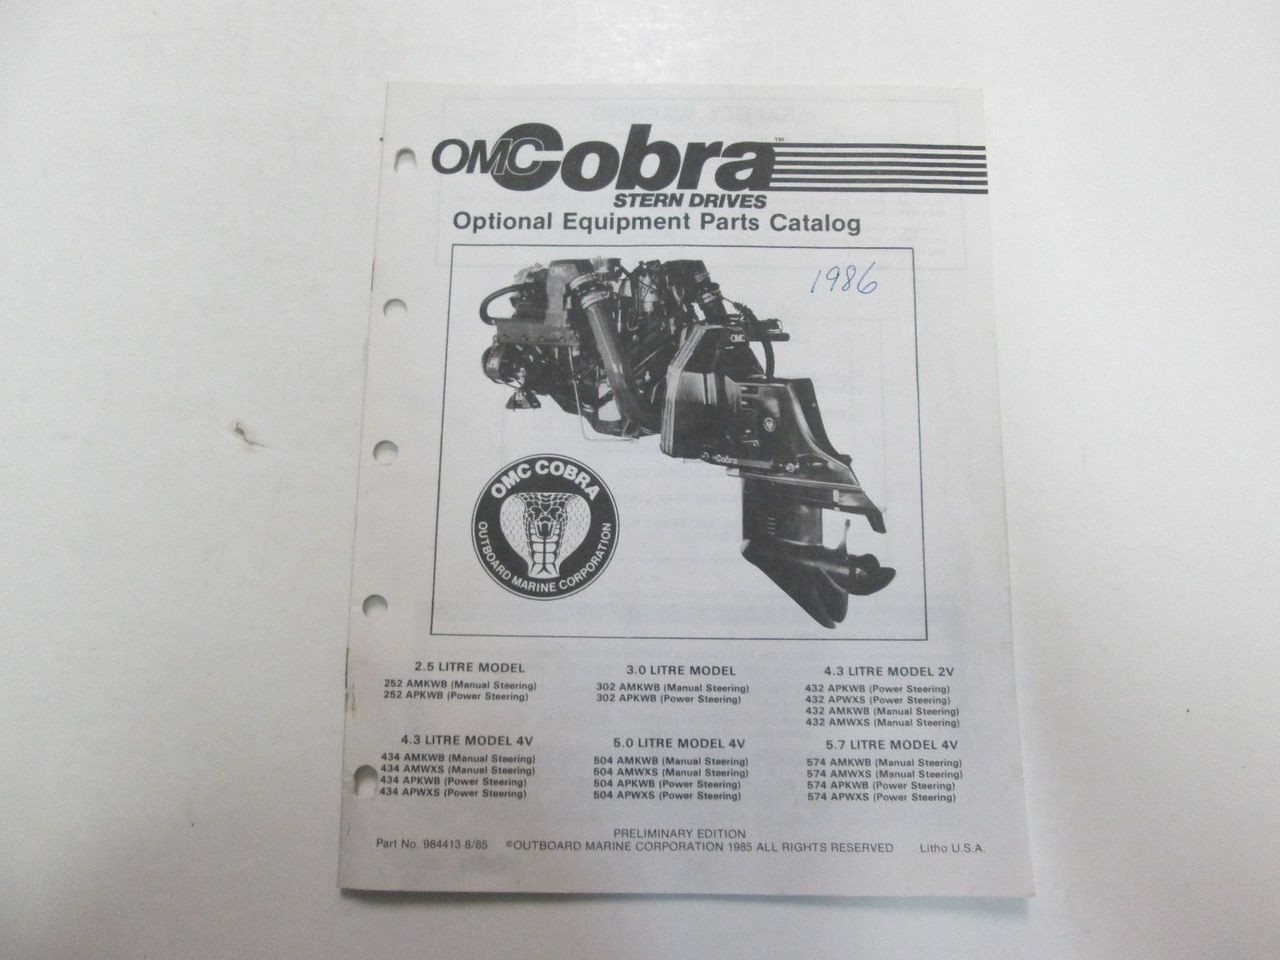 OMC Cobra™
STERN DRIVES
Optional Equipment Parts Catalog
1986
OMC
Cobra
OMC COBRA
OUTBOARD MARINE CORPORATION
2.5 LITRE MODEL
252 AMKWB (Manual Steering)
252 APKWB (Power Steering)
3.0 LITRE MODEL
302 AMKWB (Manual Steering)
302 APKWB (Power Steering)
4.3 LITRE MODEL 2V
432 APKWB (Power Steering)
432 APWXS (Power Steering)
432 AMKWB (Manual Steering)
432 AMWXS (Manual Steering)
4.3 LITRE MODEL 4V
434 AMKWB (Manual Steering)
434 AMWXS (Manual Steering)
434 APKWB (Power Steering)
434 APWXS (Power Steering)
5.0 LITRE MODEL 4V
504 AMKWB (Manual Steering)
504 AMWXS (Manual Steering)
504 APKWB (Power Steering)
504 APWXS (Power Steering)
5.7 LITRE MODEL 4V
574 AMKWB (Manual Steering)
574 AMWXS (Manual Steering)
574 APKWB (Power Steering)
574 APWXS (Power Steering)
PRELIMINARY EDITION
Part No. 984413 8/85 ©OUTBOARD MARINE CORPORATION 1985 ALL RIGHTS RESERVED Litho U.S.A.